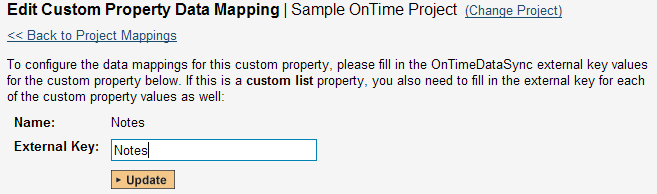 Edit Custom Property Data Mapping | Sample OnTime Project (Change Project)
<< Back to Project Mappings
To configure the data mappings for this custom property, please fill in the OnTimeDataSync external key values
for the custom property below. If this is a custom list property, you also need to fill in the external key for each
of the custom property values as well:
Name: Notes
External Key: Notes
Update